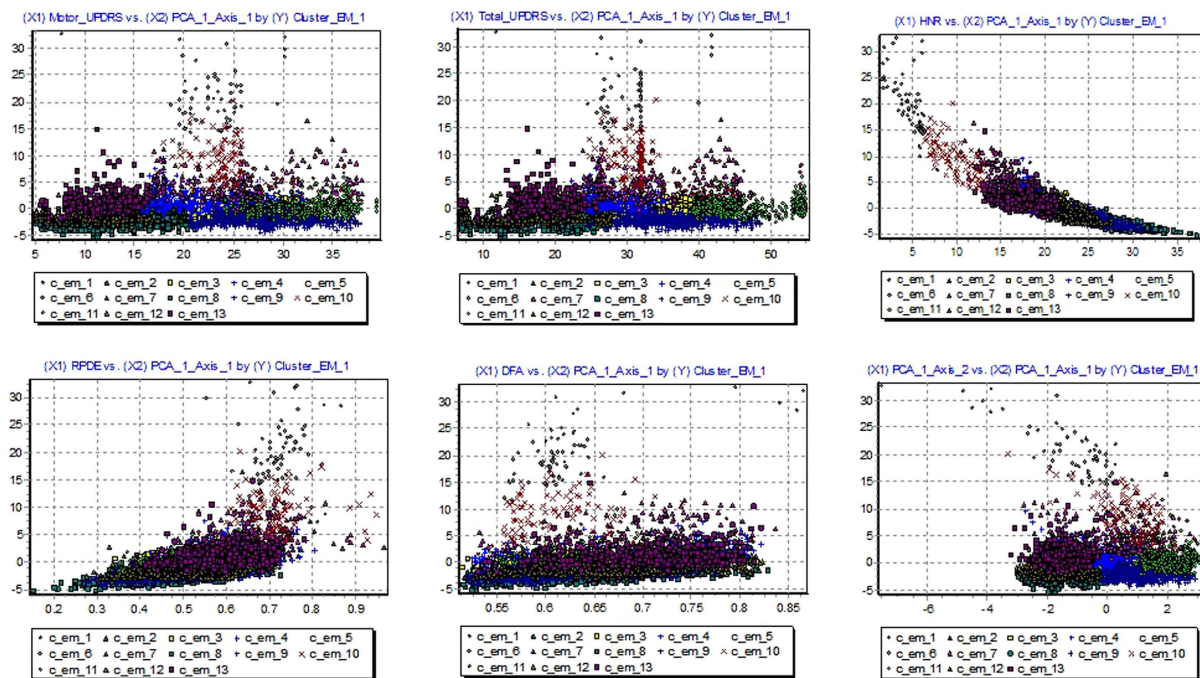 (X1) Motor_UPDRS vs. (X2) PCA_1_Axis_1 by (Y) Cluster_EM_1
30
25
20
15
10
5
0
-5
5 10 15 20 25 30 35
c_em_1 c_em_2 c_em_3 c_em_4 c_em_5
c_em_6 c_em_7 c_em_8 c_em_9 c_em_10
c_em_11 c_em_12 c_em_13
(X1) Total_UPDRS vs. (X2) PCA_1_Axis_1 by (Y) Cluster_EM_1
30
25
20
15
10
5
0
-5
10 20 30 40 50
c_em_1 c_em_2 c_em_3 c_em_4 c_em_5
c_em_6 c_em_7 c_em_8 c_em_9 c_em_10
c_em_11 c_em_12 c_em_13
(X1) HNR vs. (X2) PCA_1_Axis_1 by (Y) Cluster_EM_1
30
25
20
15
10
5
0
-5
5 10 15 20 25 30 35
c_em_1 c_em_2 c_em_3 c_em_4 c_em_5
c_em_6 c_em_7 c_em_8 c_em_9 c_em_10
c_em_11 c_em_12 c_em_13
(X1) RPDE vs. (X2) PCA_1_Axis_1 by (Y) Cluster_EM_1
30
25
20
15
10
5
0
-5
0.2 0.3 0.4 0.5 0.6 0.7 0.8 0.9
c_em_1 c_em_2 c_em_3 c_em_4 c_em_5
c_em_6 c_em_7 c_em_8 c_em_9 c_em_10
c_em_11 c_em_12 c_em_13
(X1) DFA vs. (X2) PCA_1_Axis_1 by (Y) Cluster_EM_1
30
25
20
15
10
5
0
-5
0.55 0.6 0.65 0.7 0.75 0.8 0.85
c_em_1 c_em_2 c_em_3 c_em_4 c_em_5
c_em_6 c_em_7 c_em_8 c_em_9 c_em_10
c_em_11 c_em_12 c_em_13
(X1) PCA_1_Axis_2 vs. (X2) PCA_1_Axis_1 by (Y) Cluster_EM_1
30
25
20
15
10
5
0
-5
-6 -4 -2 0 2
c_em_1 c_em_2 c_em_3 c_em_4 c_em_5
c_em_6 c_em_7 c_em_8 c_em_9 c_em_10
c_em_11 c_em_12 c_em_13